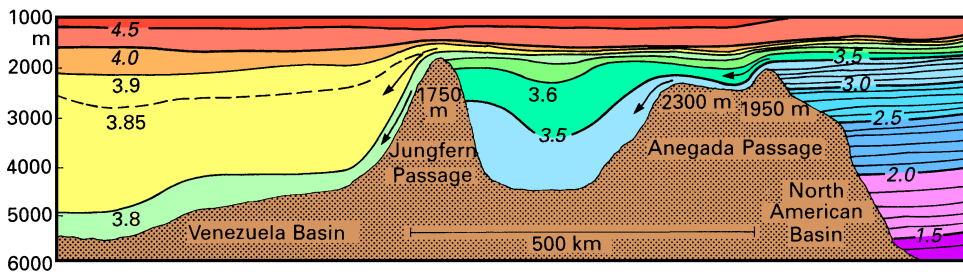 1000
m
2000
3000
4000
5000
6000
4.5
4.0
3.9
3.85
3.8
1750
m
Jungfern
Passage
3.6
3.5
2300 m
1950 m
Anegada Passage
3.5
3.0
2.5
2.0
1.5
North
American
Basin
Venezuela Basin
500 km